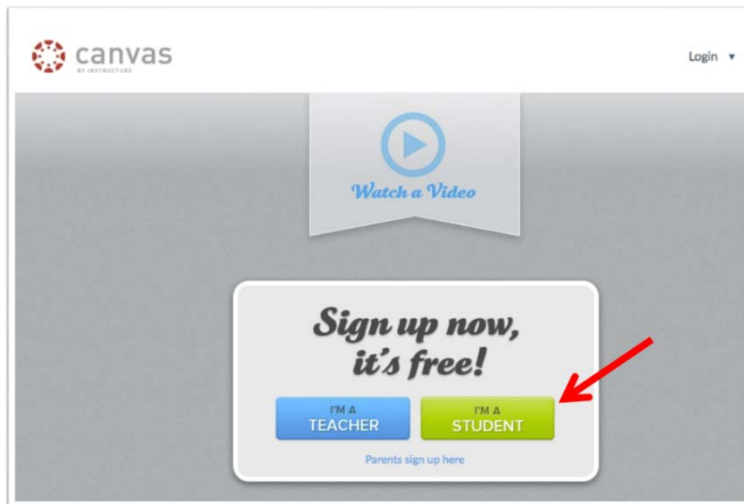 canvas
BY INSTRUCTURE
Login
Watch a Video
Sign up now,
it's free!
I'M A
TEACHER
I'M A
STUDENT
Parents sign up here